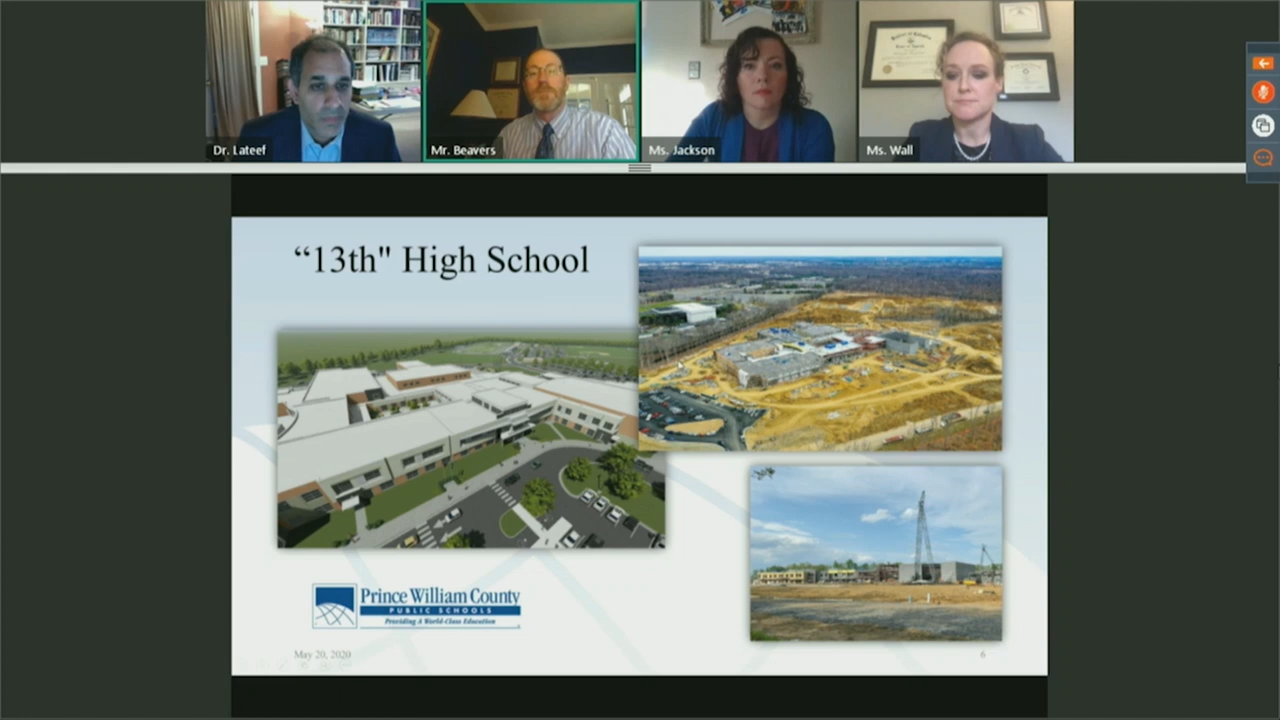 Dr. Lateef
Mr. Beavers
Ms. Jackson
Ms. Wall
“13th" High School
Prince William County
PUBLIC SCHOOLS
Providing A World-Class Education
May 20, 2020
6